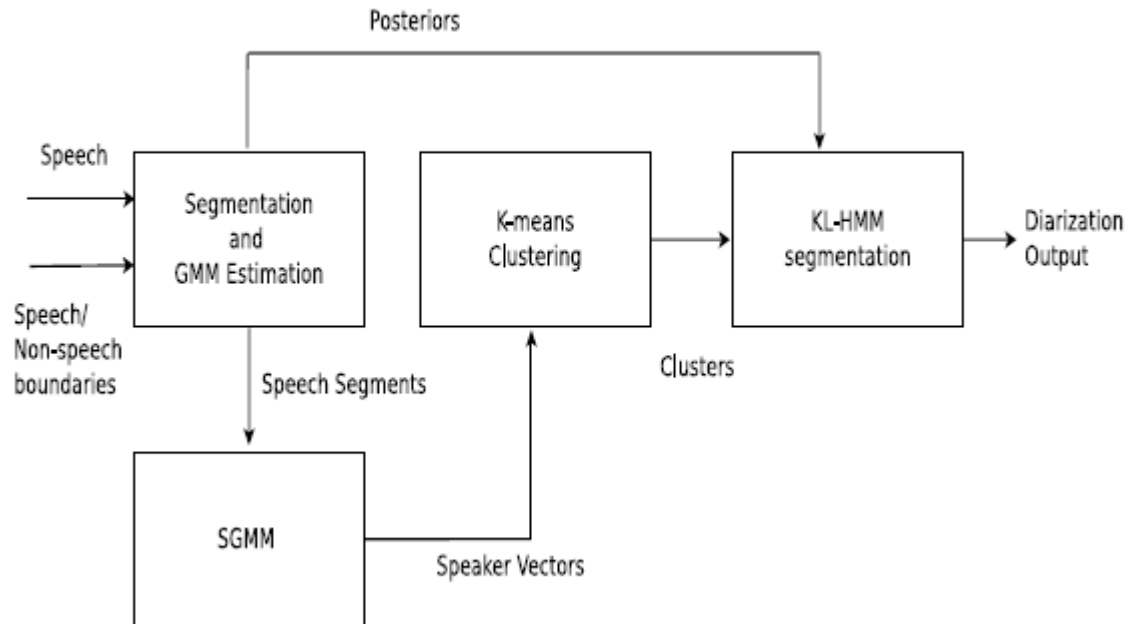 Posteriors
Speech
Segmentation
and
GMM Estimation
K-means
Clustering
KL-HMM
segmentation
Diarization
Output
Speech/
Non-speech
boundaries
Speech Segments
Clusters
SGMM
Speaker Vectors